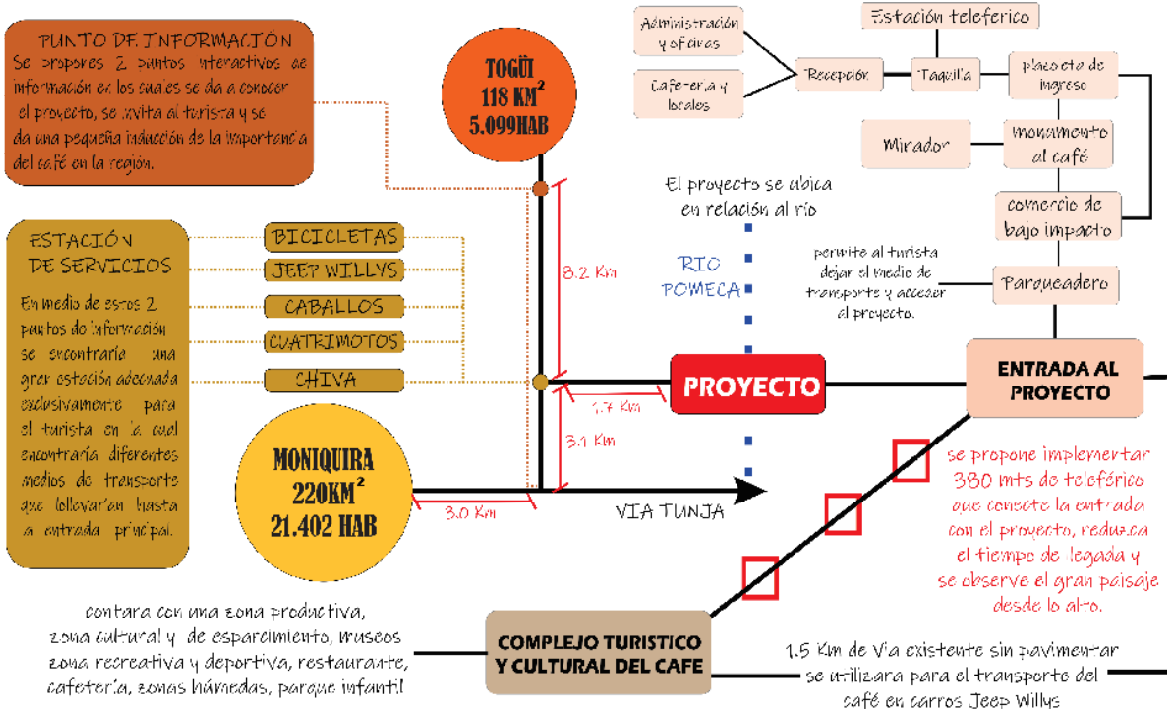 PUNTO DE INFORMACIÓN
Se propores 2 puntos interactivos de
información en los cuales se da a conocer
el proyecto, se invita al turista y se
da una pequeña inducción de la importancia
del café en la región.
TOGÜI
118 KM²
5.099HAB
Administración
y oficinas
Cafetería y
locales
Recepción
Estación teleferico
Taquilla
plazoleta de
ingreso
Mirador
monumento
al café
comercio de
bajo impacto
Parqueadero
permite al turista
dejar el medio de
transporte y acceder
al proyecto.
El proyecto se ubica
en relación al río
RIO
POMECA
ESTACIÓN
DE SERVICIOS
En medio de estos 2
puntos de información
se encontraría una
gran estación adecuada
exclusivamente para
el turista en la cual
encontraría diferentes
medios de transporte
que lo llevarían hasta
a entrada principal.
BICICLETAS
JEEP WILLYS
CABALLOS
CUATRIMOTOS
CHIVA
8.2 Km
1.7 Km
3.1 Km
3.0 Km
PROYECTO
ENTRADA AL
PROYECTO
MONIQUIRA
220KM²
21.402 HAB
VIA TUNJA
se propone implementar
380 mts de teleférico
que conecte la entrada
con el proyecto, reduzca
el tiempo de llegada y
se observe el gran paisaje
desde lo alto.
contara con una zona productiva,
zona cultural y de esparcimiento, museos
zona recreativa y deportiva, restaurante,
cafetería, zonas húmedas, parque infantil
COMPLEJO TURISTICO
Y CULTURAL DEL CAFE
1.5 Km de Via existente sin pavimentar
se utilizara para el transporte del
café en carros Jeep Willys